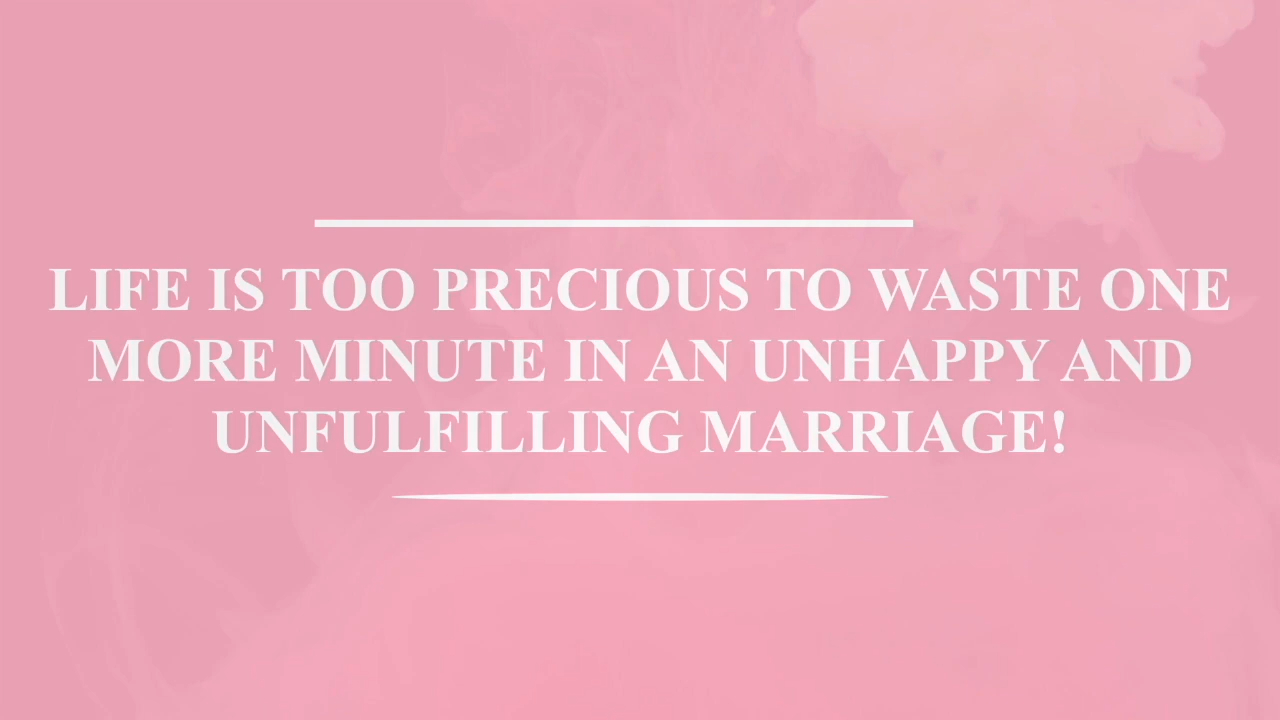 LIFE IS TOO PRECIOUS TO WASTE ONE
MORE MINUTE IN AN UNHAPPY AND
UNFULFILLING MARRIAGE!